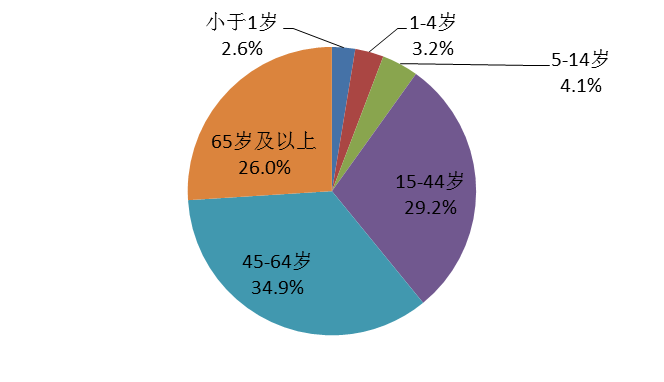 小于1岁
2.6%
1-4岁
3.2%
5-14岁
4.1%
15-44岁
29.2%
45-64岁
34.9%
65岁及以上
26.0%